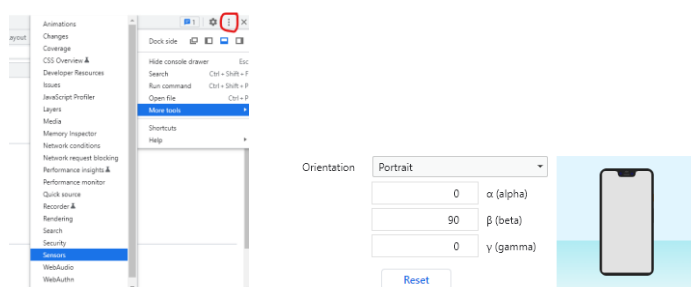 Animations
Changes
Coverage
CSS Overview
Developer Resources
Issues
JavaScript Profiler
Layers
Media
Memory Inspector
Network conditions
Network request blocking
Performance insights
Performance monitor
Quick source
Recorder
Rendering
Search
Security
Sensors
WebAudio
WebAuthn
ayout
1
Dock side
Hide console drawer Esc
Search Ctrl + Shift + F
Run command Ctrl + Shift + P
Open file Ctrl + P
More tools
Shortcuts
Help
Orientation Portrait
0 α (alpha)
90 β (beta)
0 γ (gamma)
Reset